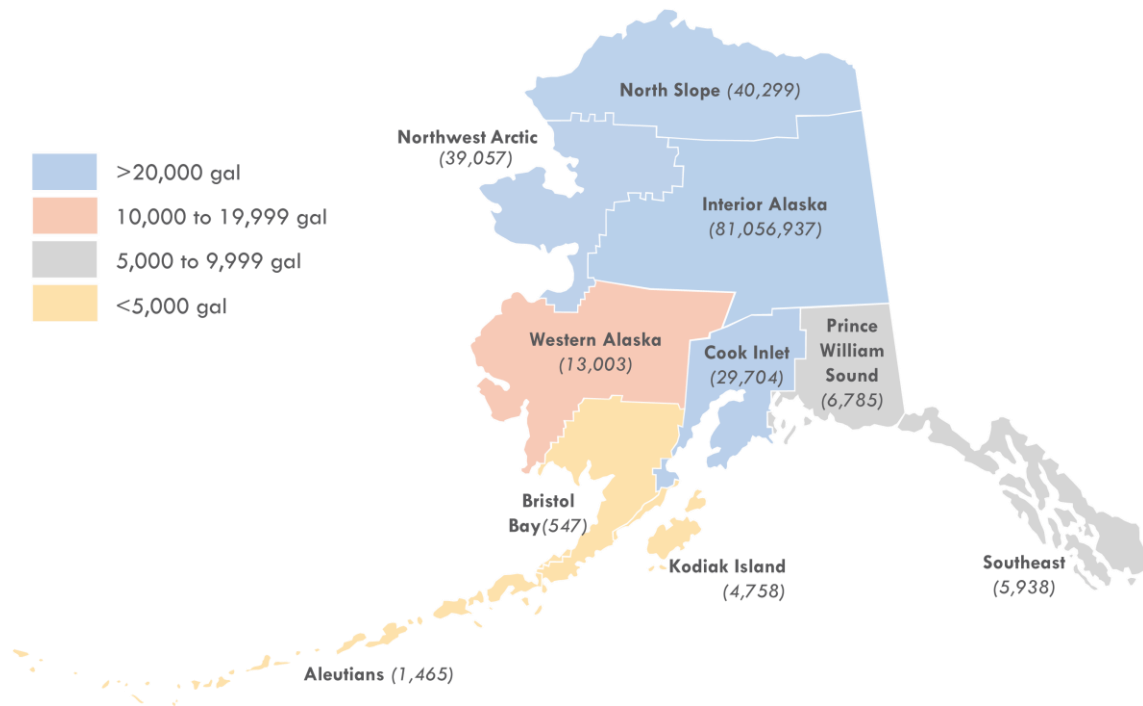 North Slope (40,299)
Northwest Arctic
(39,057)
>20,000 gal
10,000 to 19,999 gal
5,000 to 9,999 gal
<5,000 gal
Interior Alaska
(81,056,937)
Western Alaska
(13,003)
Cook Inlet
(29,704)
Prince
William
Sound
(6,785)
Bristol
Bay(547)
Kodiak Island
(4,758)
Southeast
(5,938)
Aleutians (1,465)